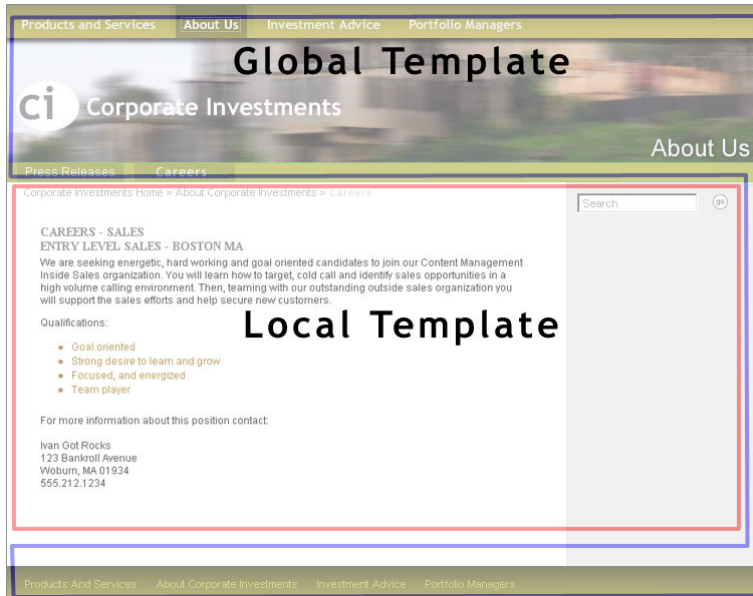 Products and Services About Us Investment Advice Portfolio Managers
Global Template
ci Corporate Investments
About Us
Press Releases Careers
Corporate Investments Home > About Corporate Investments > Careers
Search go
CAREERS - SALES
ENTRY LEVEL SALES - BOSTON MA
We are seeking energetic, hard working and goal oriented candidates to join our Content Management
Inside Sales organization. You will learn how to target, cold call and identify sales opportunities in a
high volume calling environment. Then, teaming with our outstanding outside sales organization you
will support the sales efforts and help secure new customers.
Qualifications:
Local Template
• Goal oriented
• Strong desire to learn and grow
• Focused, and energized
• Team player
For more information about this position contact:
Ivan Got Rocks
123 Bankroll Avenue
Woburn, MA 01934
555.212.1234
Products And Services About Corporate Investments Investment Advice Portfolio Managers